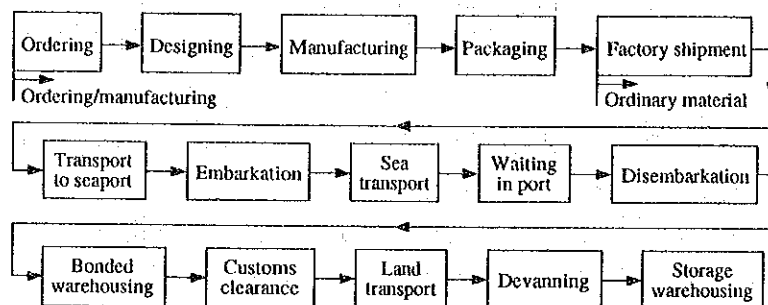 Ordering
Designing
Manufacturing
Packaging
Factory shipment
Ordering/manufacturing
Ordinary material
Transport
to seaport
Embarkation
Sea
transport
Waiting
in port
Disembarkation
Bonded
warehousing
Customs
clearance
Land
transport
Devanning
Storage
warehousing